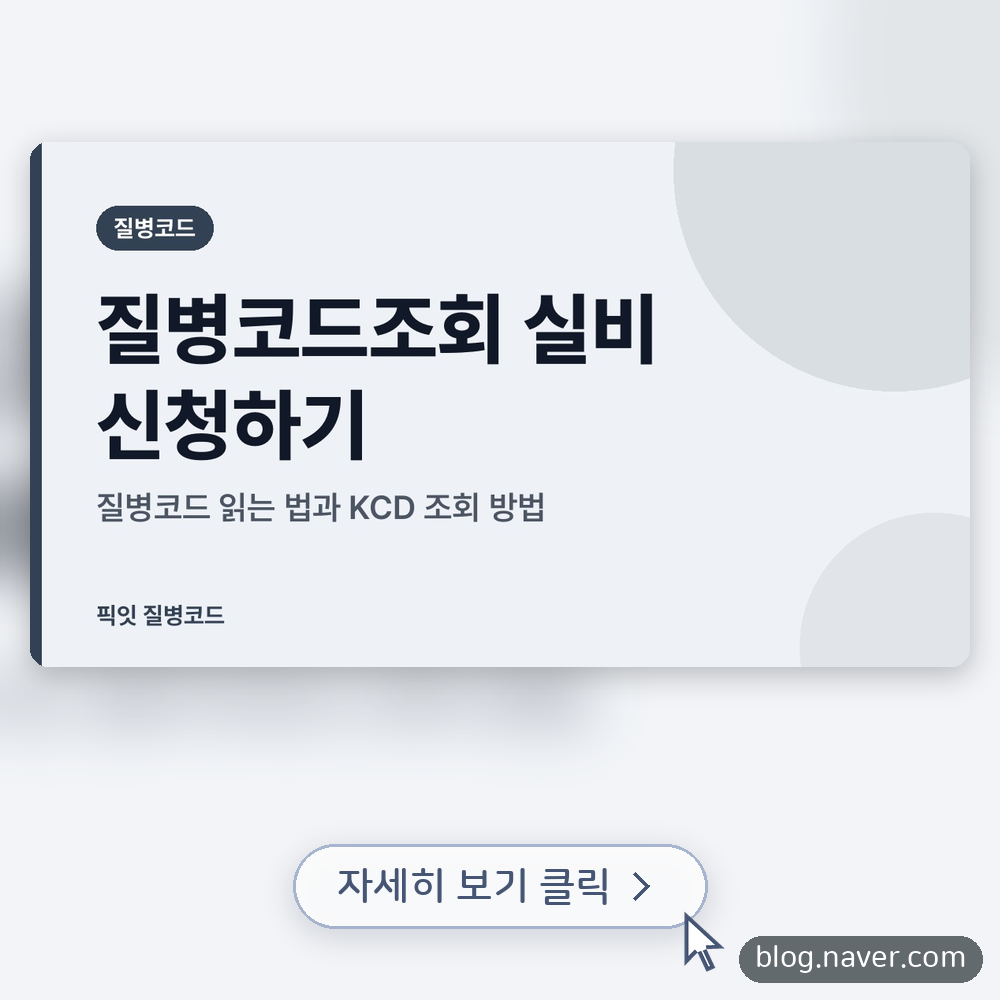 질병코드
질병코드조회 실비
신청하기
질병코드 읽는 법과 KCD 조회 방법
픽잇 질병코드
자세히 보기 클릭
blog.naver.com